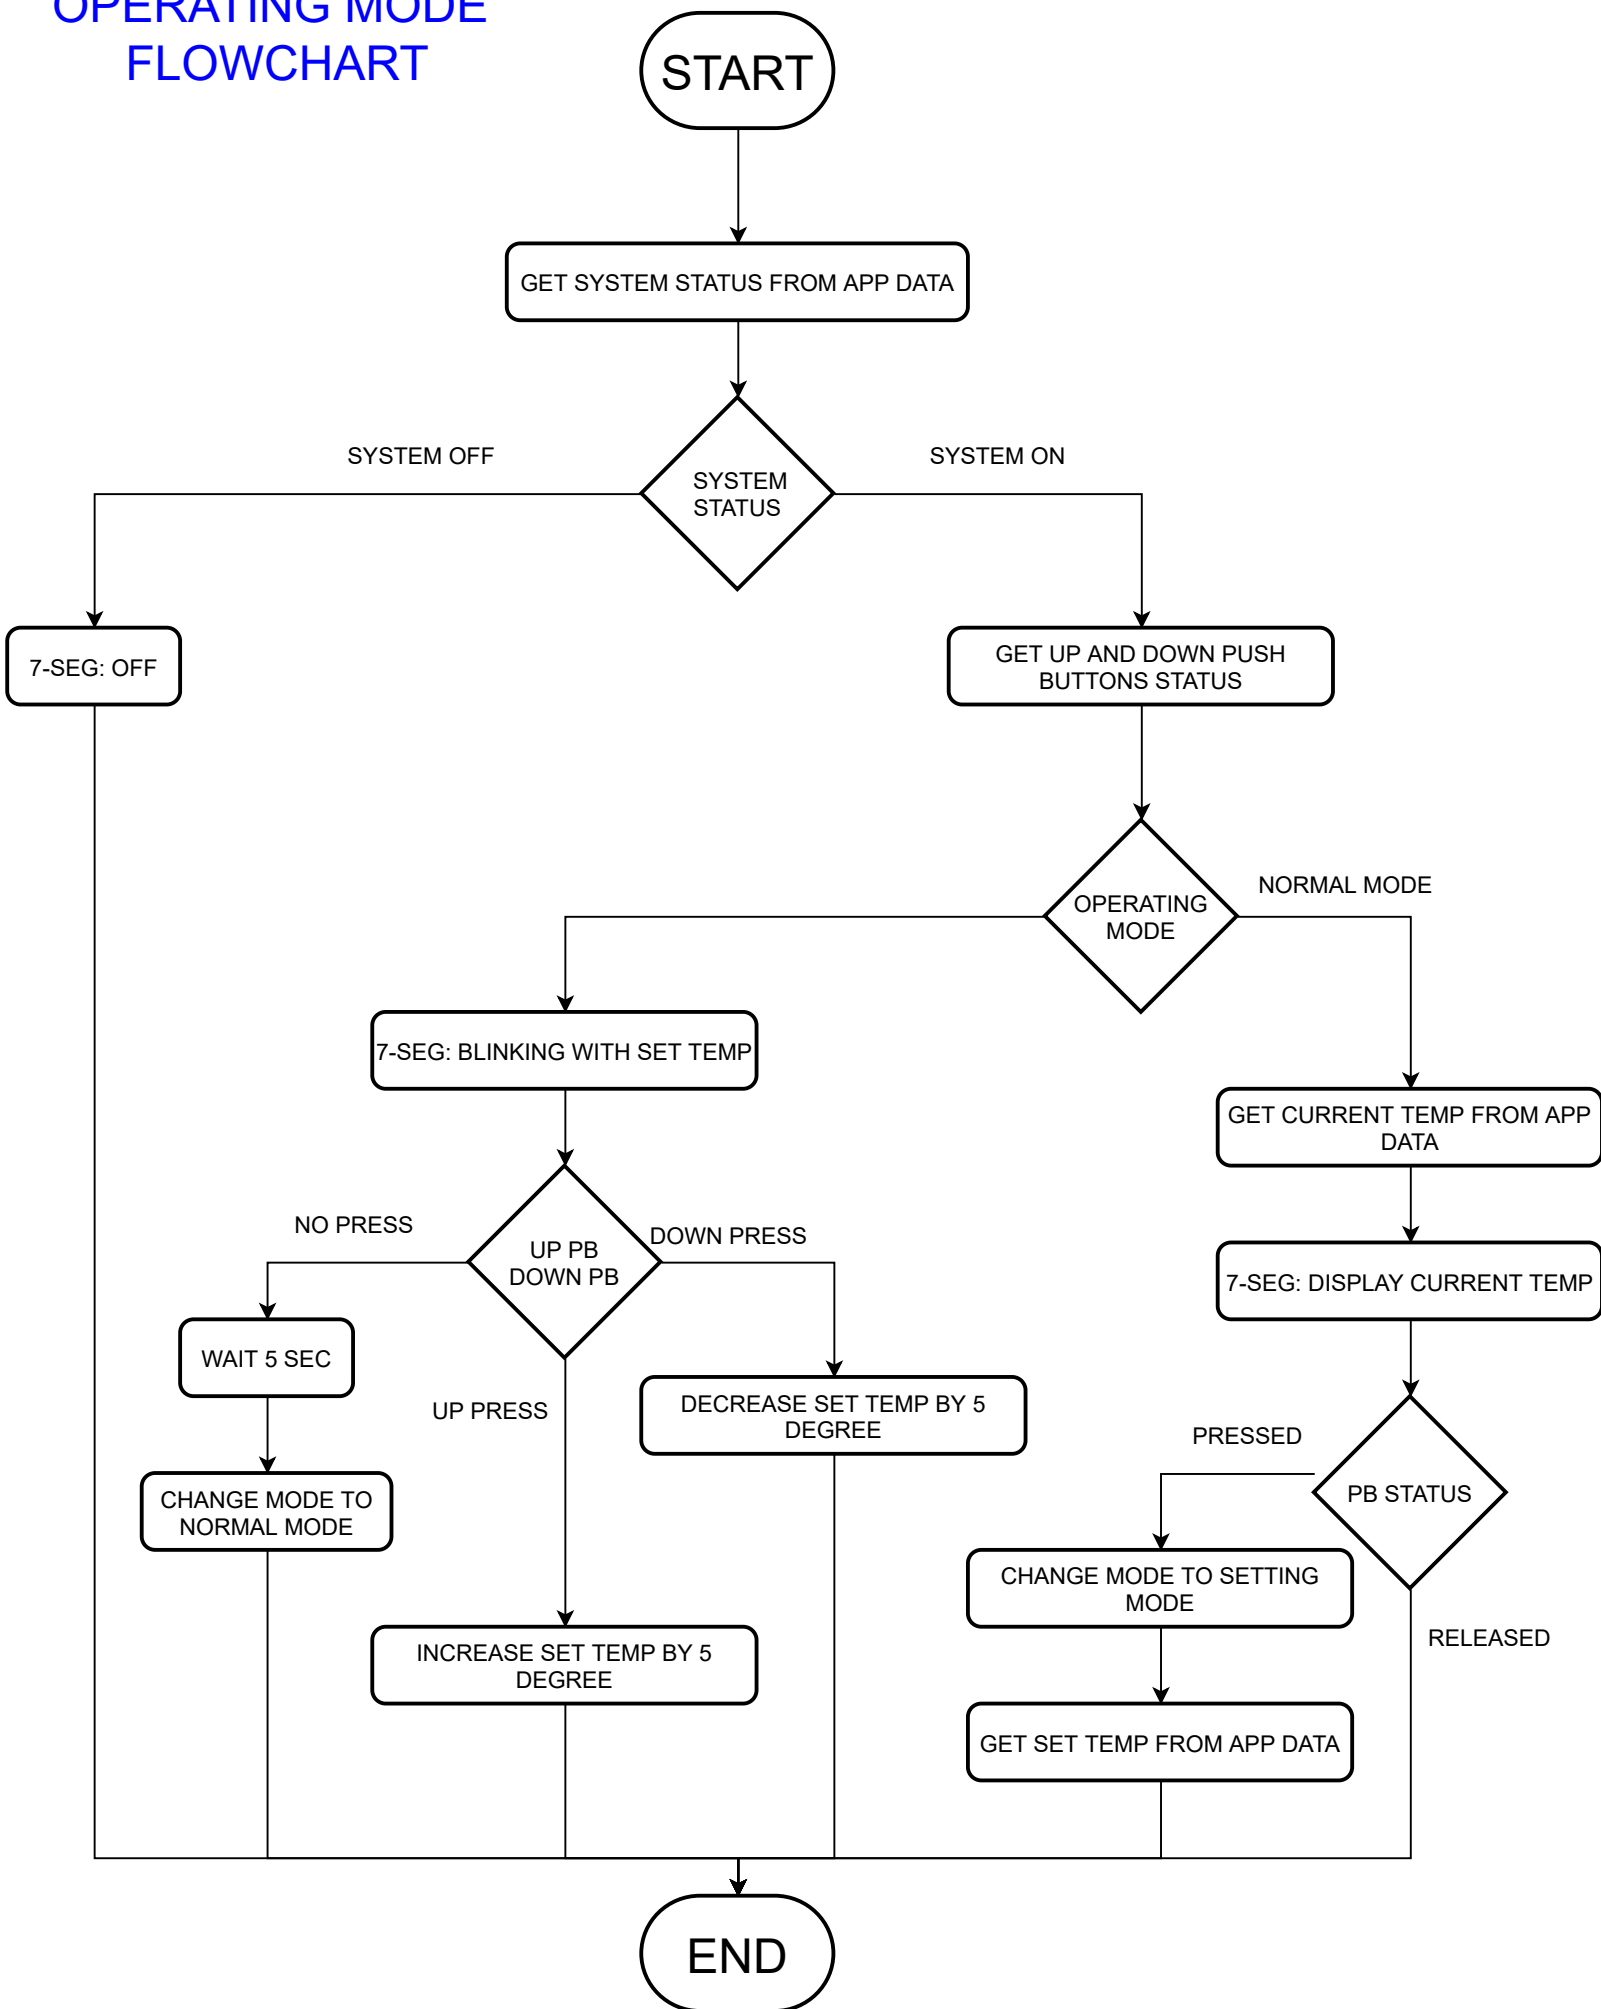 OPERATING MODE
FLOWCHART
START
GET SYSTEM STATUS FROM APP DATA
SYSTEM OFF
SYSTEM ON
SYSTEM
STATUS
7-SEG: OFF
GET UP AND DOWN PUSH
BUTTONS STATUS
NORMAL MODE
OPERATING
MODE
7-SEG: BLINKING WITH SET TEMP
GET CURRENT TEMP FROM APP
DATA
NO PRESS
DOWN PRESS
UP PB
DOWN PB
7-SEG: DISPLAY CURRENT TEMP
WAIT 5 SEC
UP PRESS
DECREASE SET TEMP BY 5
DEGREE
PRESSED
PB STATUS
CHANGE MODE TO
NORMAL MODE
CHANGE MODE TO SETTING
MODE
RELEASED
INCREASE SET TEMP BY 5
DEGREE
GET SET TEMP FROM APP DATA
END